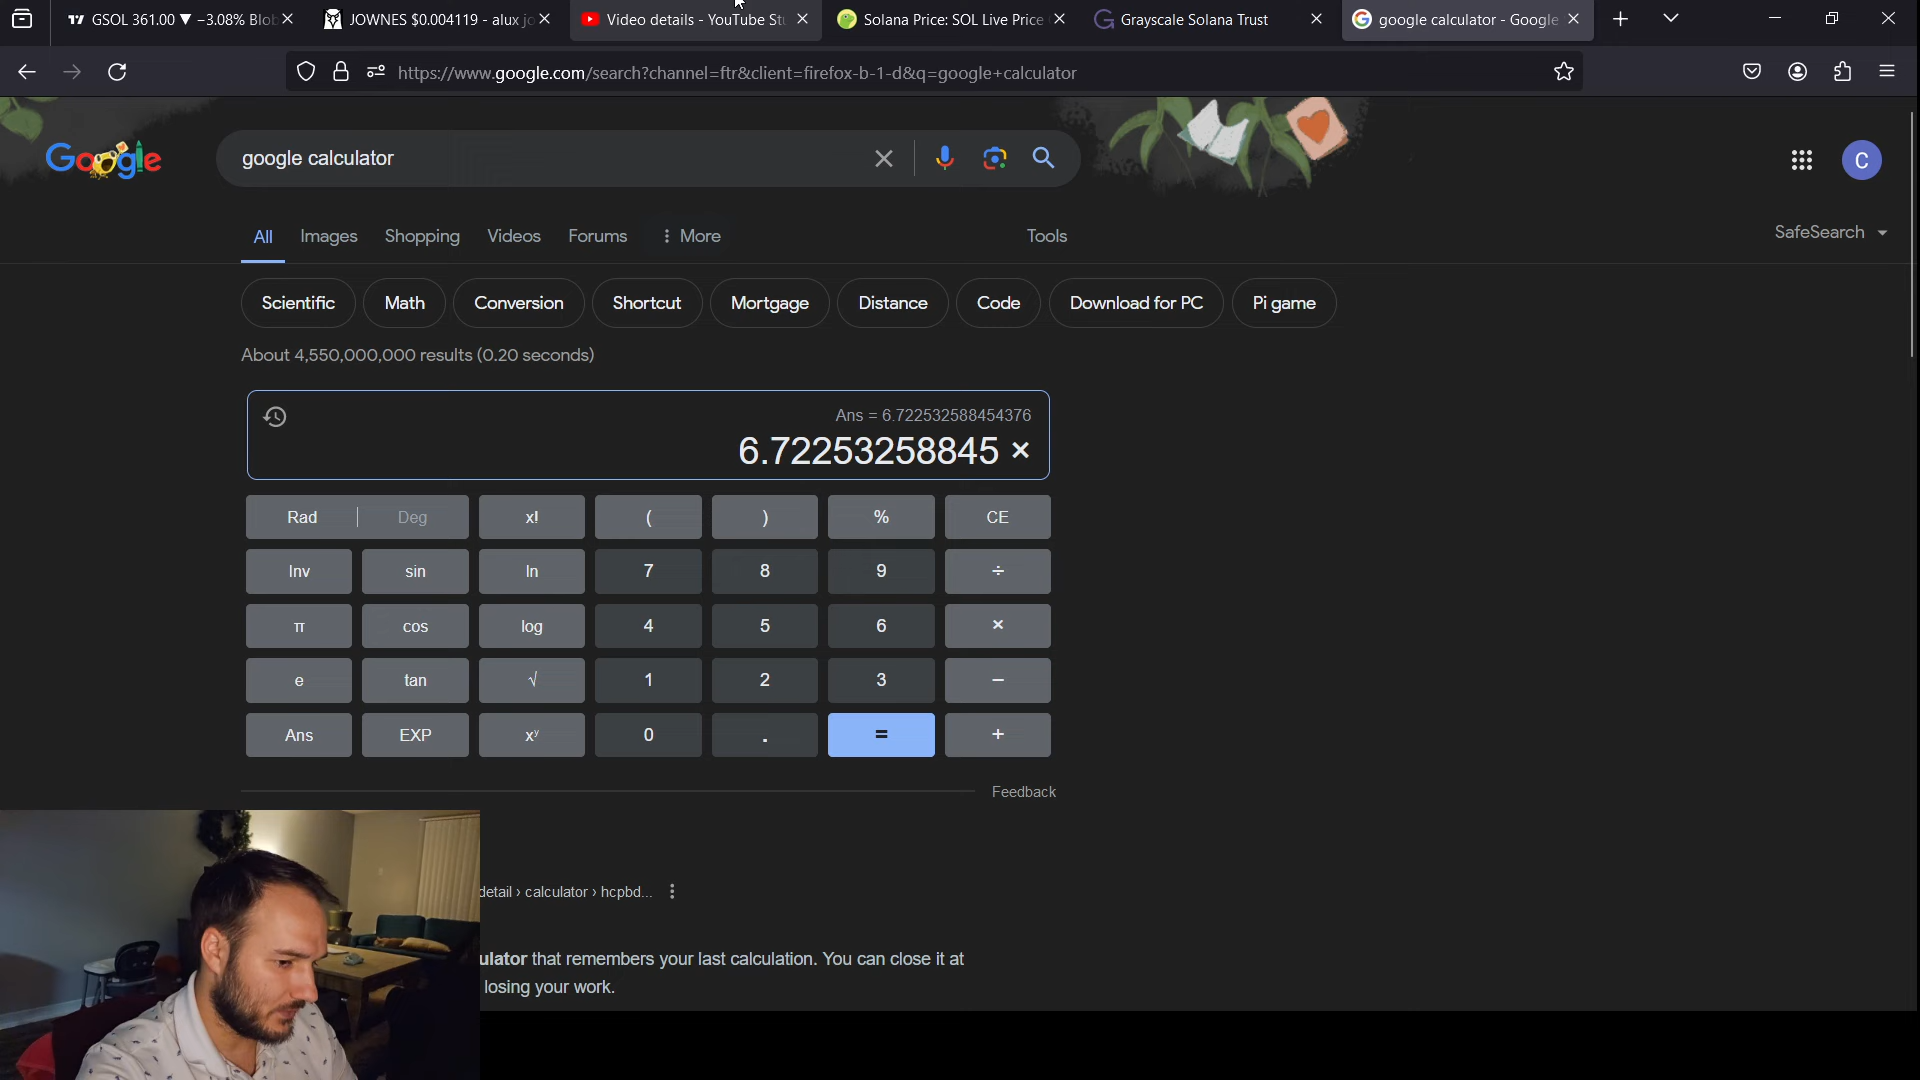 GSOL 361.00 ▼ −3.08% Blob
JOWNES $0.004119 - alux jo
Video details - YouTube Stu
Solana Price: SOL Live Price
Grayscale Solana Trust
google calculator - Google
https://www.google.com/search?channel=ftr&client=firefox-b-1-d&q=google+calculator
Google
google calculator
C
All Images Shopping Videos Forums More Tools
SafeSearch
Scientific Math Conversion Shortcut Mortgage Distance Code Download for PC Pi game
About 4,550,000,000 results (0.20 seconds)
Ans = 6.722532588454376
6.72253258845 ×
Rad Deg x! ( ) % CE
Inv sin ln 7 8 9 ÷
π cos log 4 5 6 ×
e tan √ 1 2 3 −
Ans EXP xʸ 0 . = +
Feedback
detail › calculator › hcpbd...
ulator that remembers your last calculation. You can close it at
losing your work.